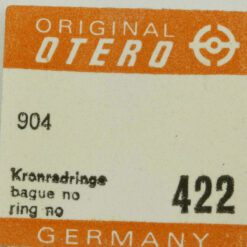 ORIGINAL
OTERO
904
Kronradringe
bague no
ring no
422
GERMANY